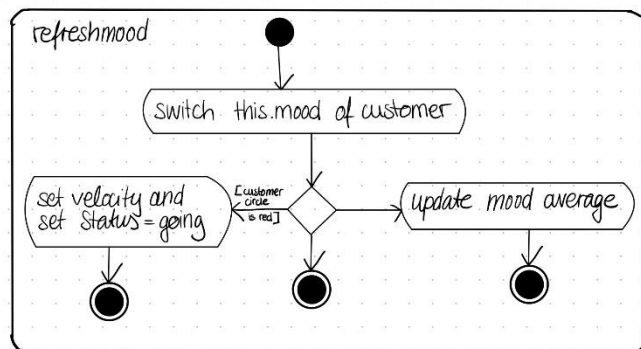 refreshmood
switch this.mood of customer
[customer
circle
is red]
set velocity and
set Status = going
update mood average